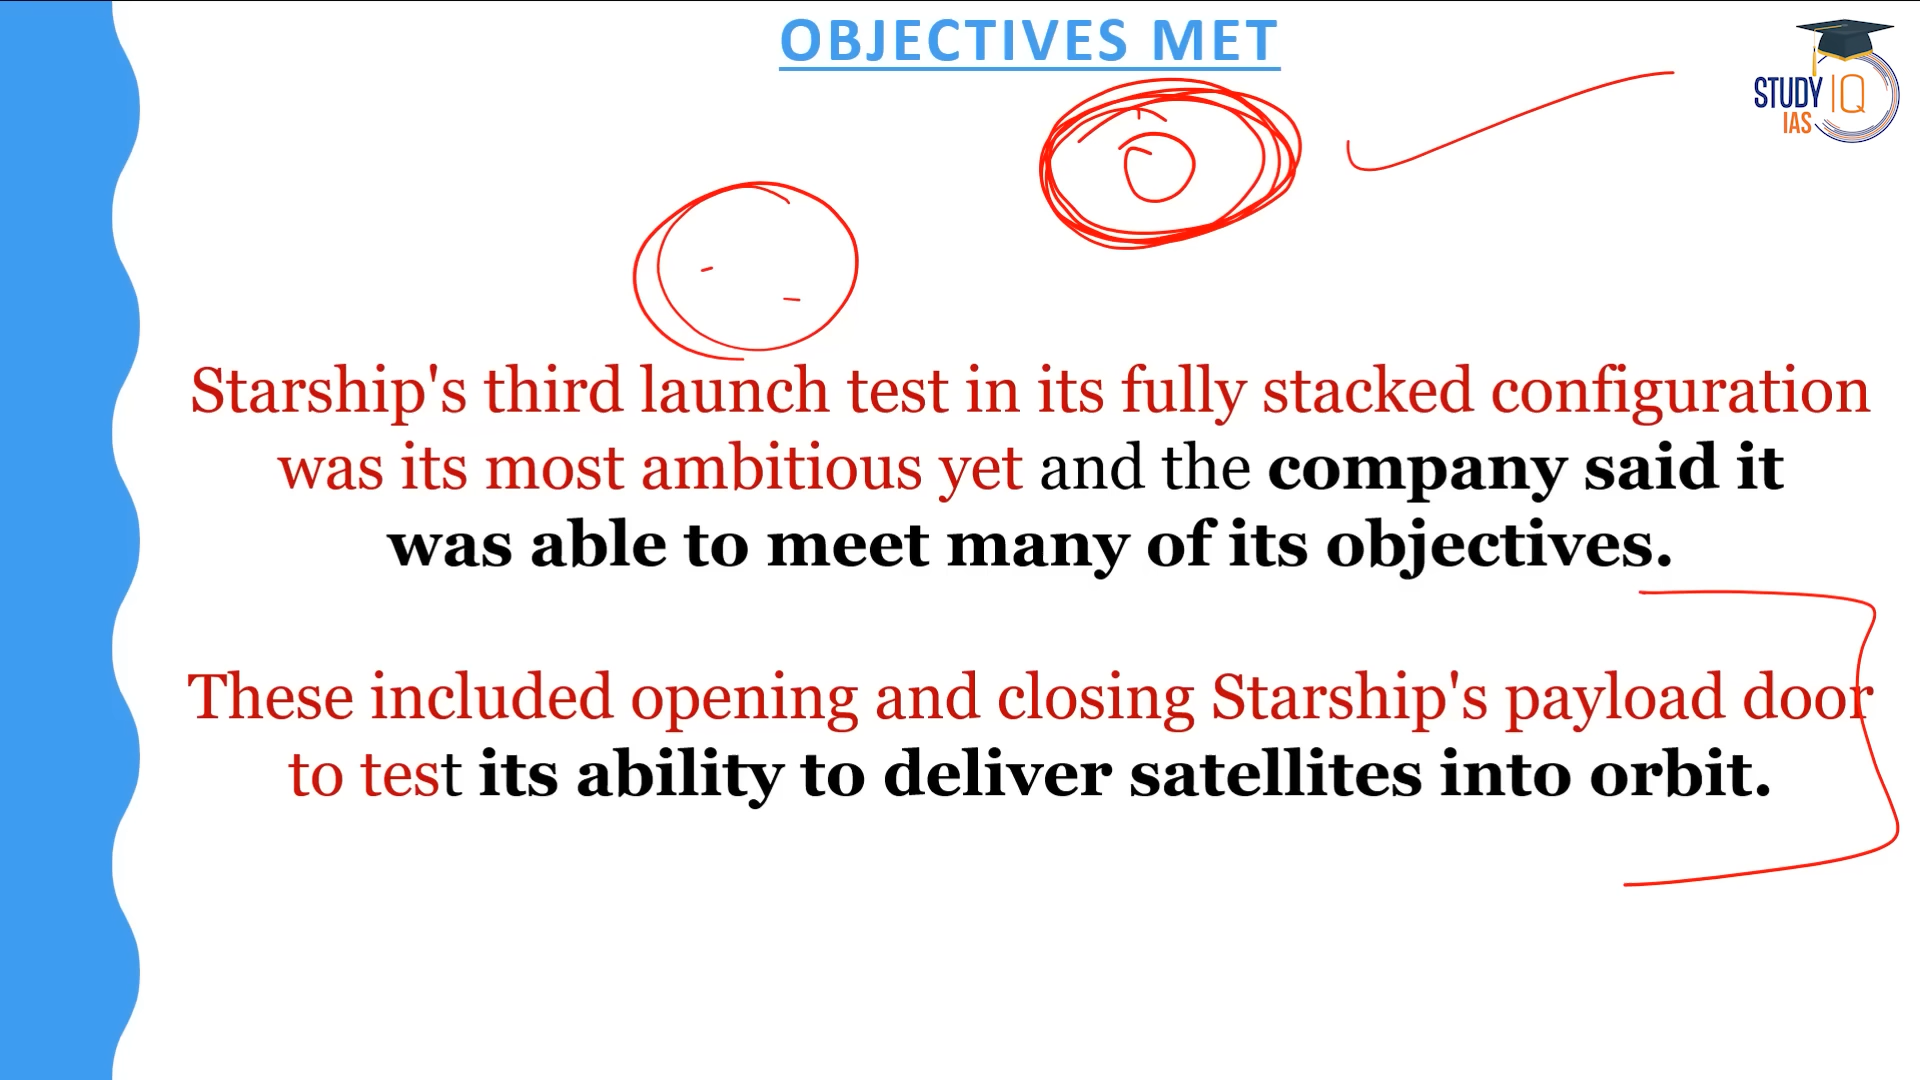 OBJECTIVES MET
STUDY IQ
IAS
Starship's third launch test in its fully stacked configuration
was its most ambitious yet and the company said it
was able to meet many of its objectives.
These included opening and closing Starship's payload door
to test its ability to deliver satellites into orbit.